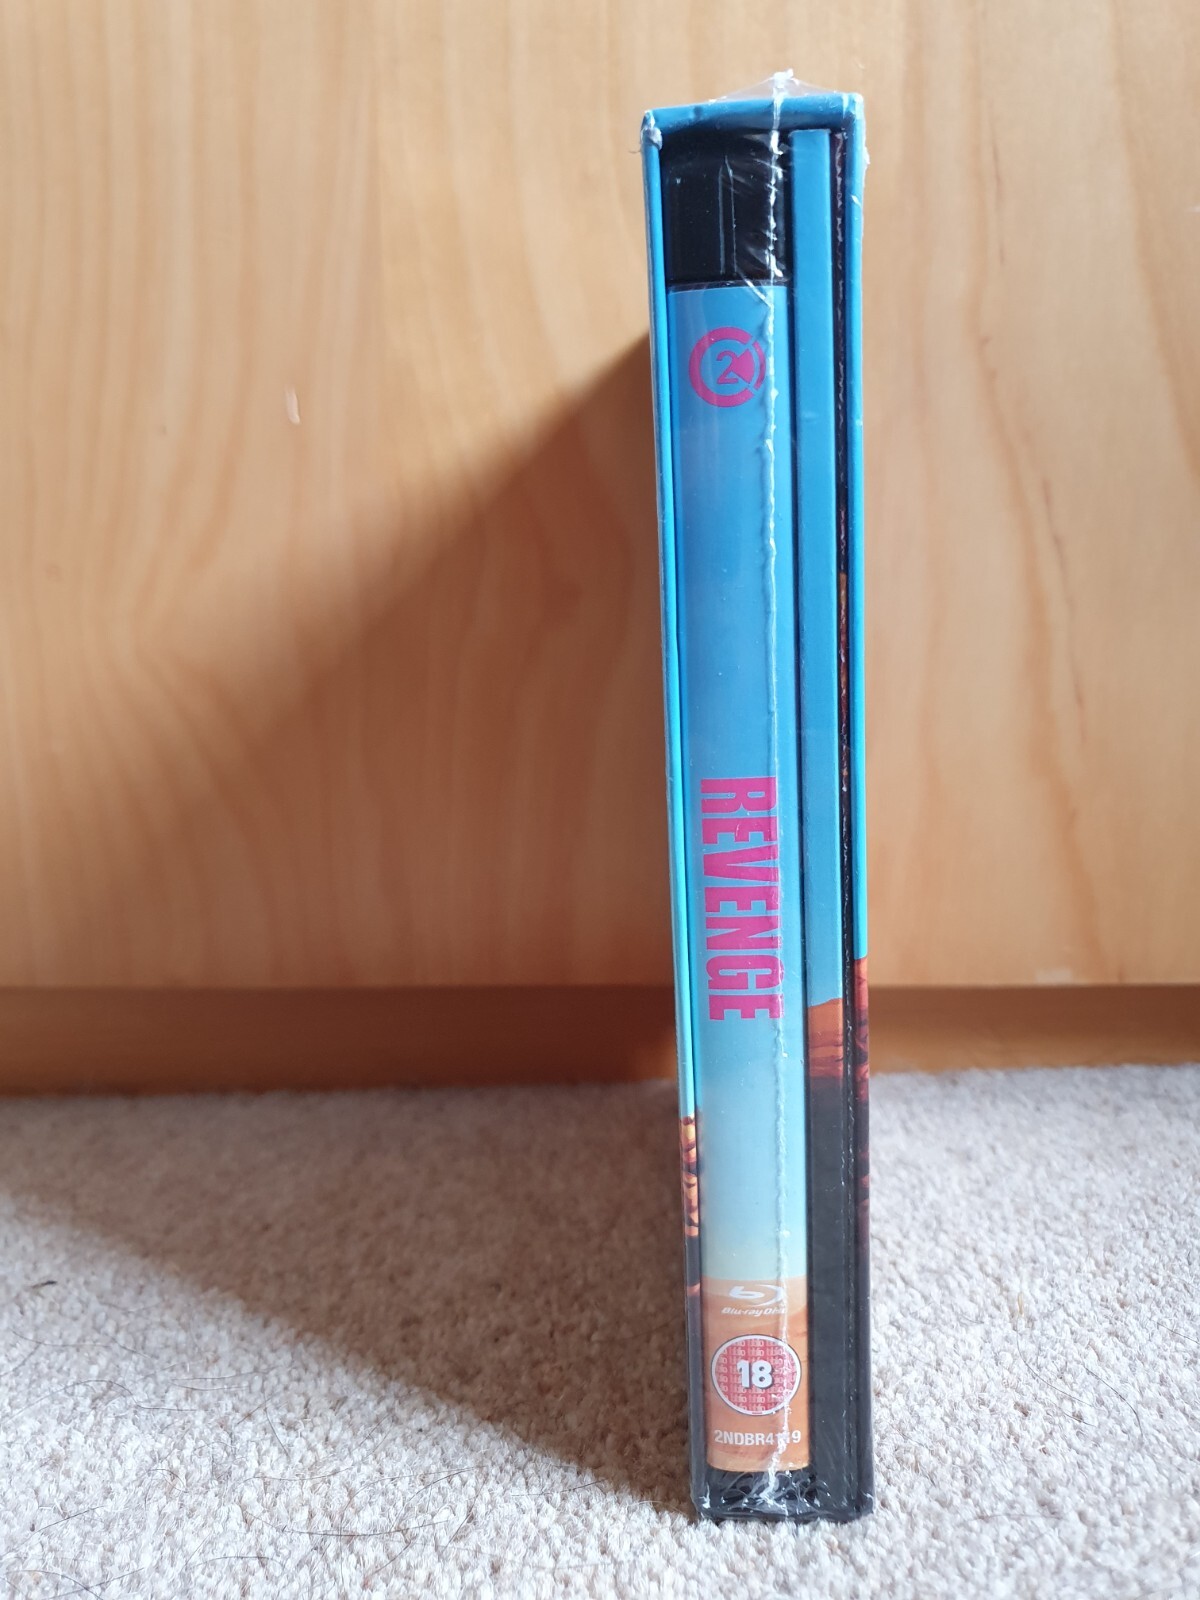 2
REVENGE
Blu-ray Disc
18